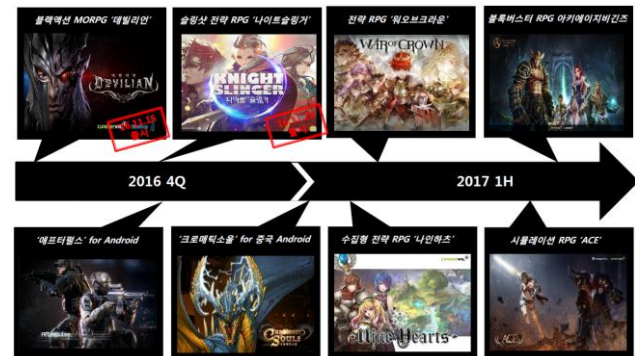 블랙액션 MORPG '데빌리언'
슬링샷 전략 RPG '나이트슬링거'
전략 RPG '워오브크라운'
블록버스터 RPG 아키에이지비긴즈
DEVILIAN
KNIGHT
SLINGER
나이트 슬링거
WAR OF CROWN
2016 4Q
2017 1H
'애프터펄스' for Android
'크로매틱소울' for 중국 Android
수집형 전략 RPG '나인하츠'
시뮬레이션 RPG 'ACE'
Afterpulse
CHROMATIC
SOULS
Nine Hearts
ACE